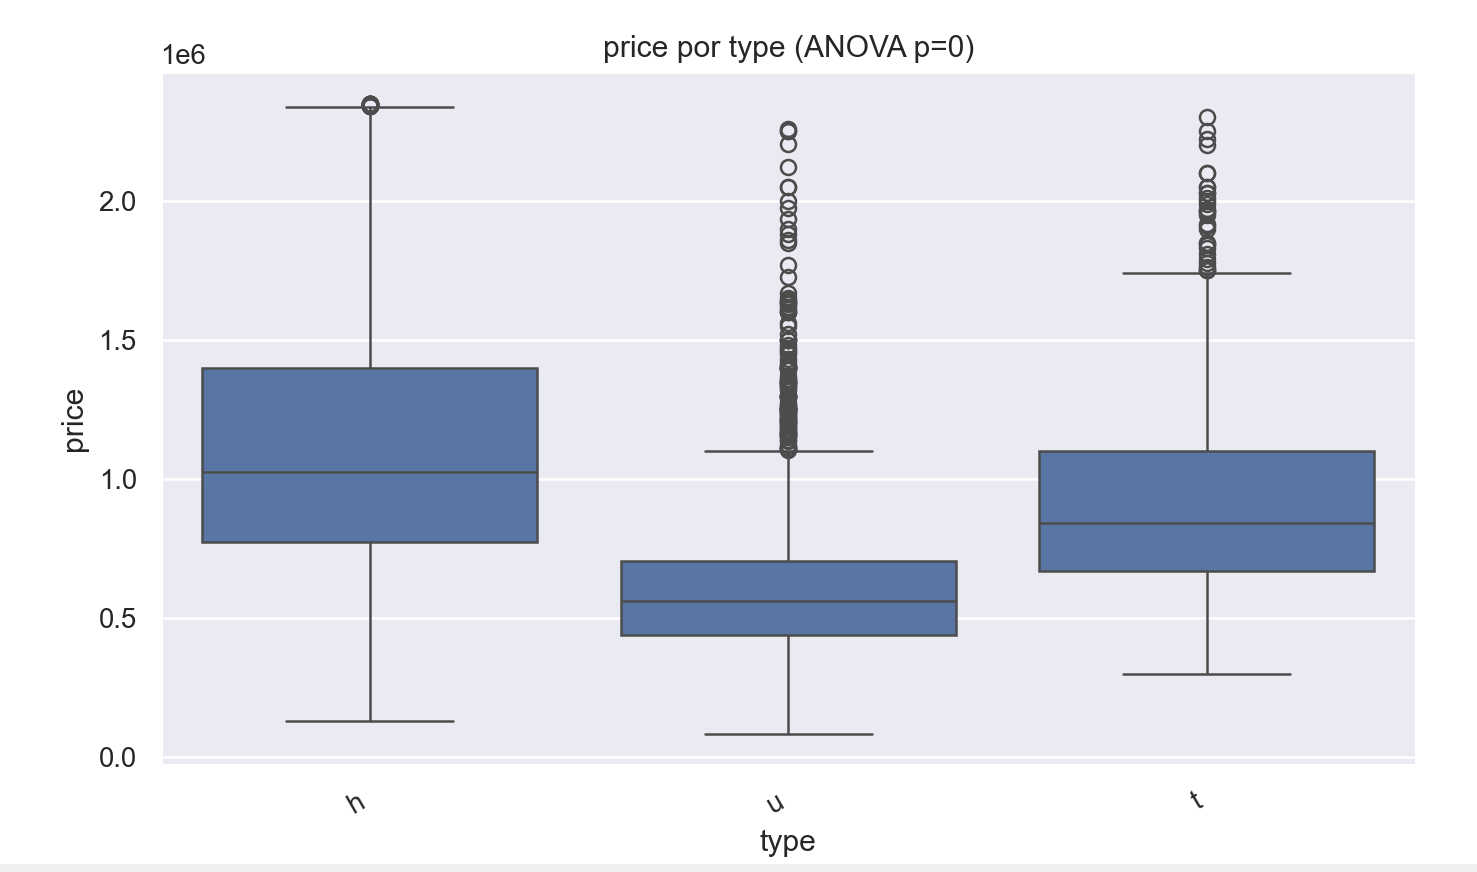 price por type (ANOVA p=0)
1e6
2.0
1.5
1.0
0.5
0.0
price
h
u
t
type